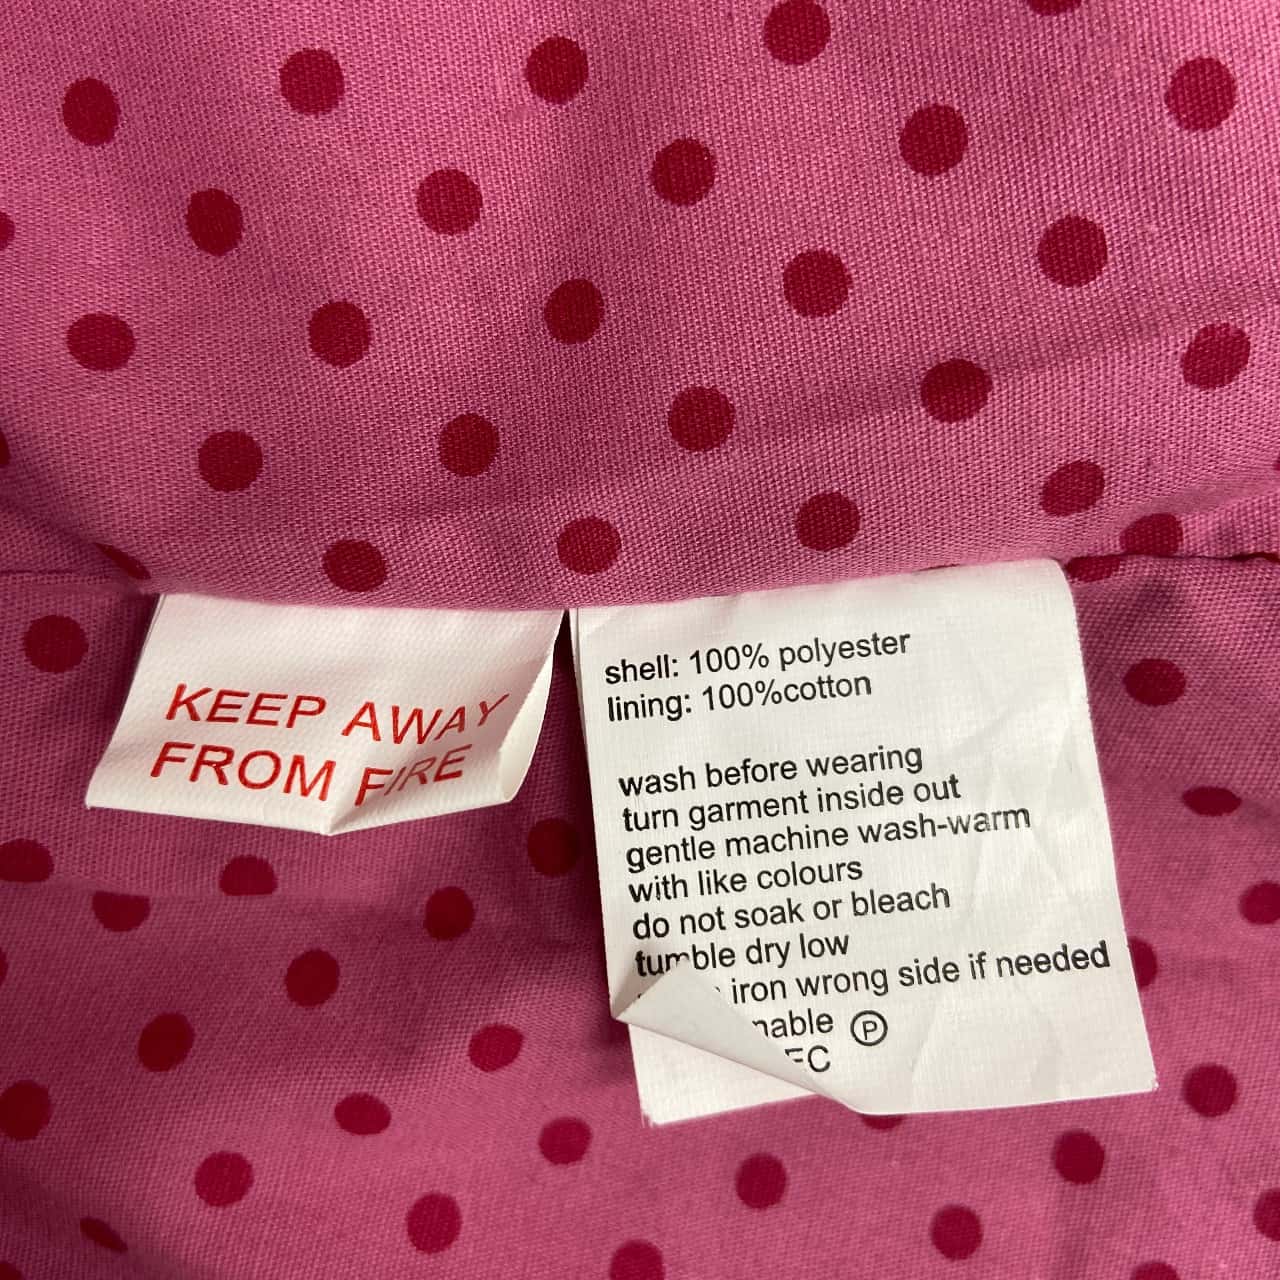 KEEP AWAY
FROM FIRE
shell: 100% polyester
lining: 100%cotton
wash before wearing
turn garment inside out
gentle machine wash-warm
with like colours
do not soak or bleach
tumble dry low
iron wrong side if needed
P